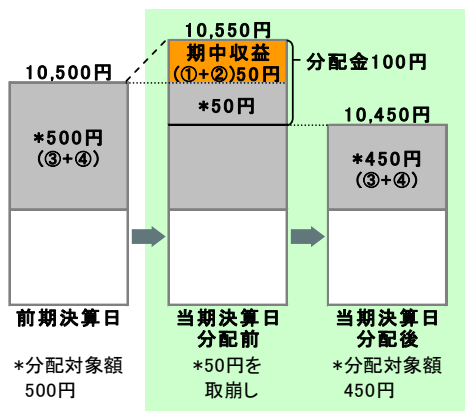 10,550円
期中収益
(①+②)50円
分配金100円
10,500円
*50円
10,450円
*500円
(③+④)
*450円
(③+④)
前期決算日
当期決算日
分配前
当期決算日
分配後
*分配対象額
500円
*50円を
取崩し
*分配対象額
450円